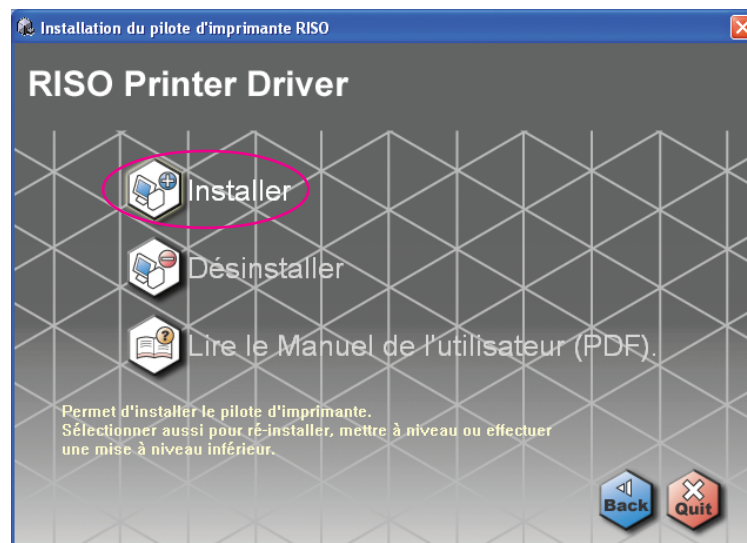 Installation du pilote d'imprimante RISO
RISO Printer Driver
Installer
Désinstaller
Lire le Manuel de l'utilisateur (PDF).
Permet d'installer le pilote d'imprimante.
Sélectionner aussi pour ré-installer, mettre à niveau ou effectuer
une mise à niveau inférieur.
Back
Quit